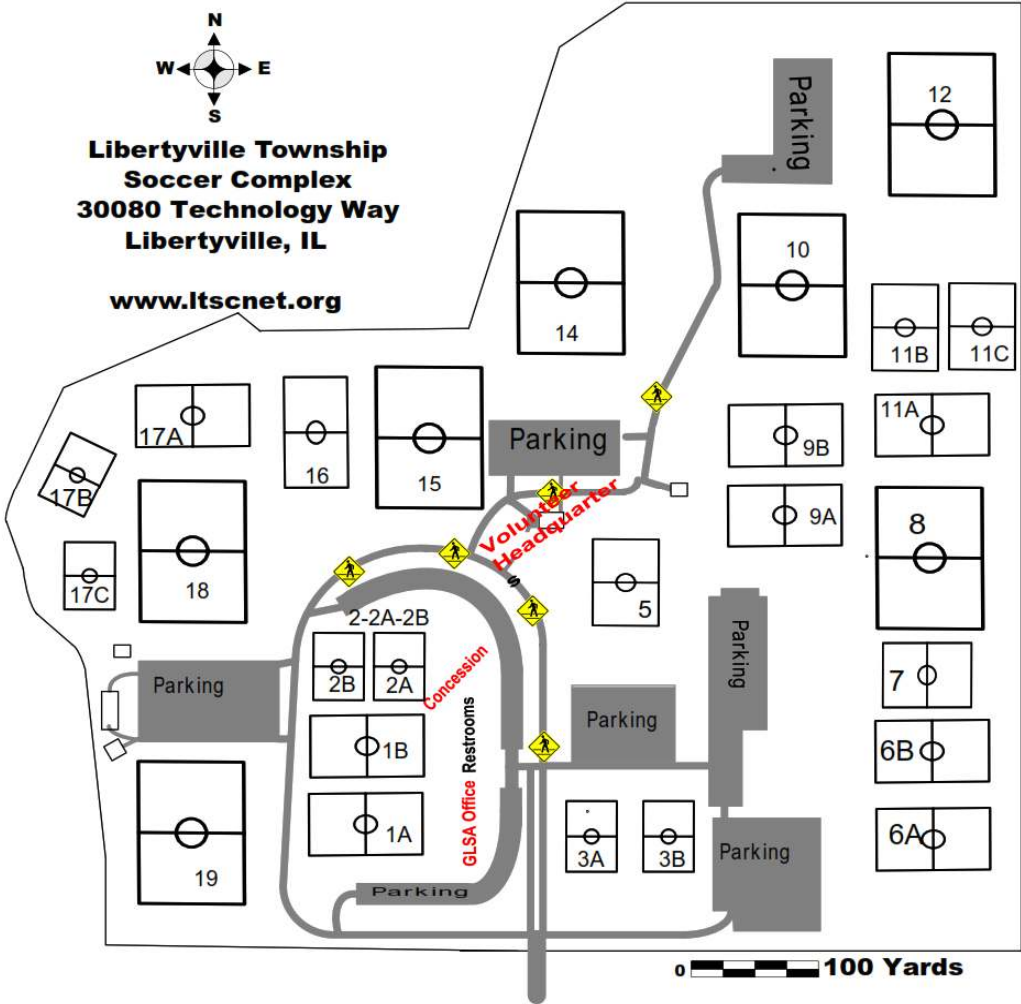 N
W E
S
Libertyville Township
Soccer Complex
30080 Technology Way
Libertyville, IL
www.ltscnet.org
Parking
12
10
14
11B
11C
11A
17A
16
15
Parking
9B
17B
9A
8
Volunteer
Headquarter
s
18
17C
5
2-2A-2B
2B
2A
Concession
Parking
Parking
7
Parking
1B
Restrooms
6B
GLSA Office
1A
3A
3B
Parking
6A
19
Parking
0 100 Yards